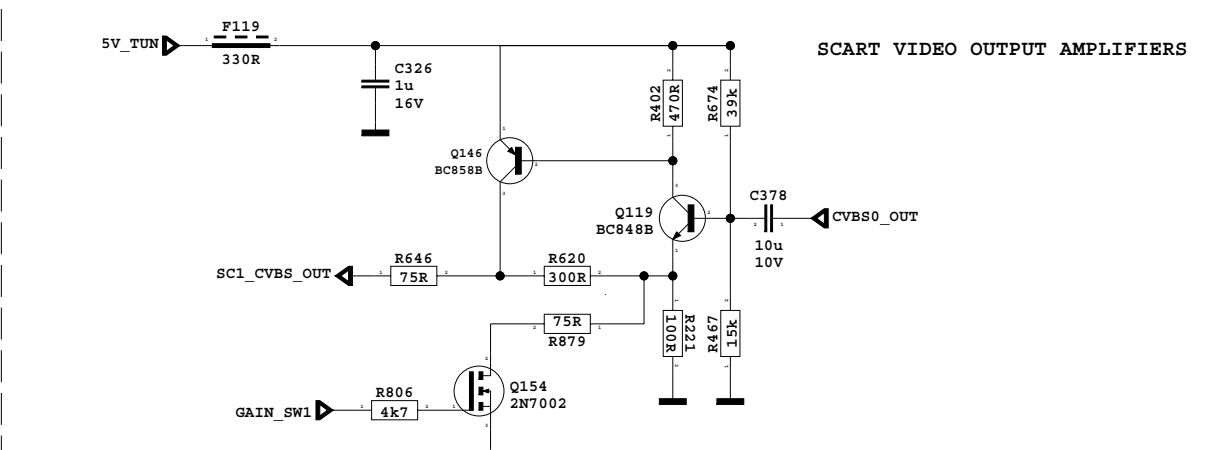 F119
5V_TUN
330R
SCART VIDEO OUTPUT AMPLIFIERS
C326
1u
16V
R402
470R
R674
39k
Q146
BC858B
C378
Q119
BC848B
CVBS0_OUT
10u
10V
R646
R620
SC1_CVBS_OUT
75R
300R
75R
R879
100R
R221
R467
15k
R806
Q154
2N7002
GAIN_SW1
4k7